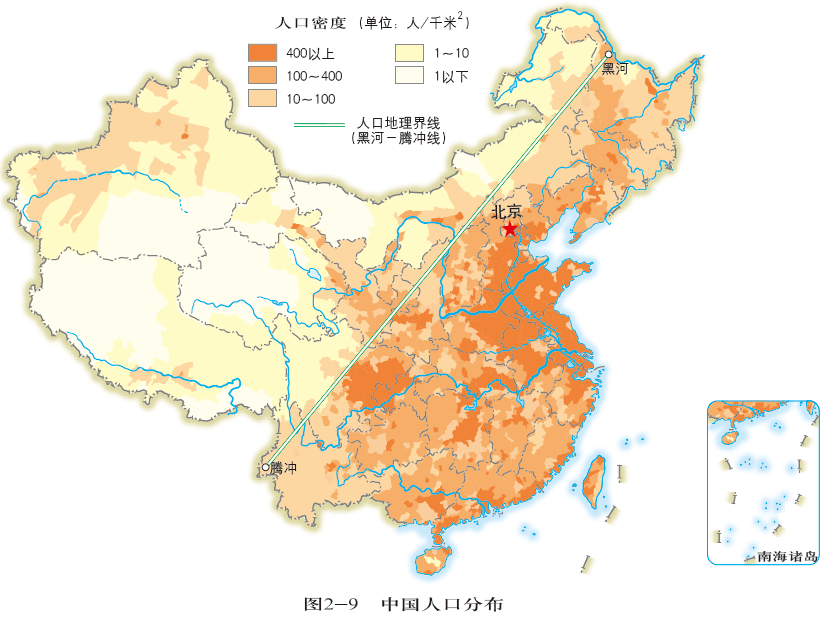 人口密度（单位：人/千米²）
400以上
100～400
10～100
1～10
1以下
人口地理界线
（黑河－腾冲线）
黑河
北京
腾冲
南海诸岛
图2－9 中国人口分布